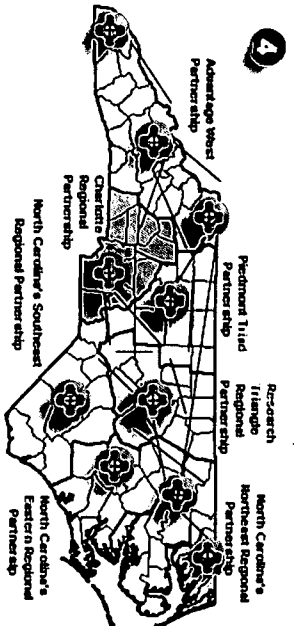 4
Advantage West
Partnership
Piedmont Triad
Partnership
Research
Triangle
Regional
Partnership
North Carolina's
Northeast Regional
Partnership
Charlotte
Regional
Partnership
North Carolina's Southeast
Regional Partnership
North Carolina's
Eastern Regional
Partnership